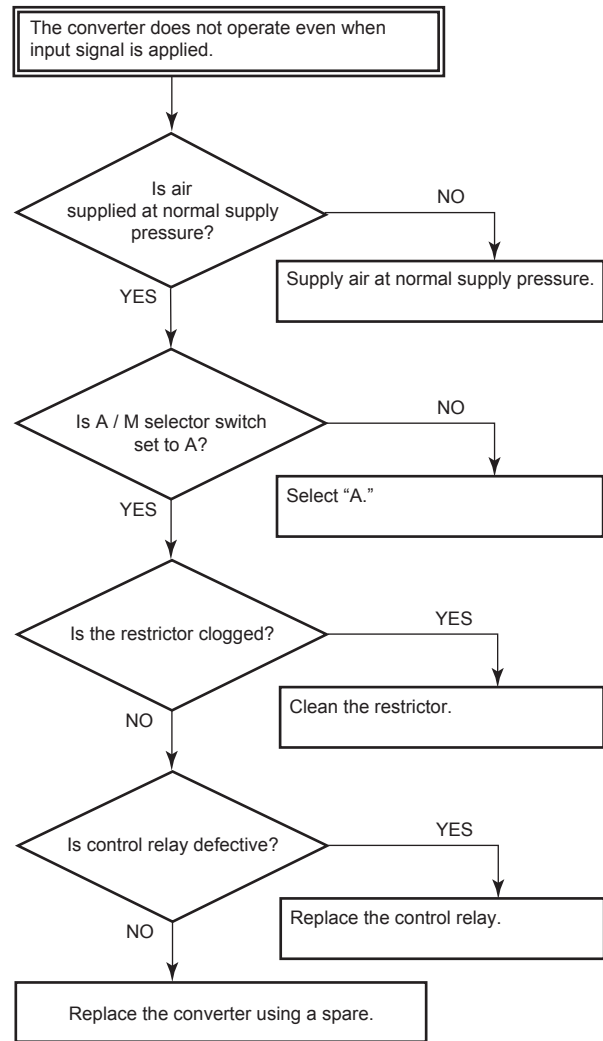 The converter does not operate even when
input signal is applied.
Is air
supplied at normal supply
pressure?
NO
Supply air at normal supply pressure.
YES
Is A / M selector switch
set to A?
NO
Select “A.”
YES
Is the restrictor clogged?
YES
Clean the restrictor.
NO
Is control relay defective?
YES
Replace the control relay.
NO
Replace the converter using a spare.